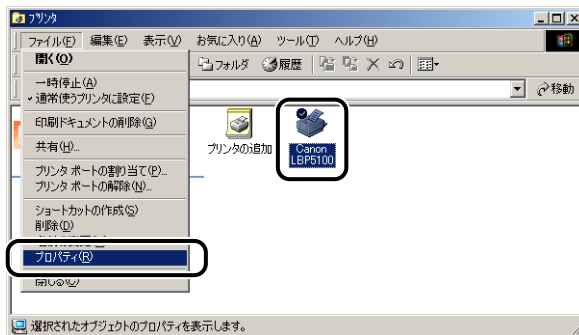 プリンタ
ファイル(F) 編集(E) 表示(V) お気に入り(A) ツール(T) ヘルプ(H)
開く(O)
フォルダ 履歴
一時停止(A)
通常使うプリンタに設定(F)
移動
印刷ドキュメントの削除(G)
共有(H)...
プリンタの追加
Canon
LBP5100
プリンタ ポートの割り当て(P)...
プリンタ ポートの解除(N)...
ショートカットの作成(S)
削除(D)
プロパティ(R)
閉じる(C)
選択されたオブジェクトのプロパティを表示します。